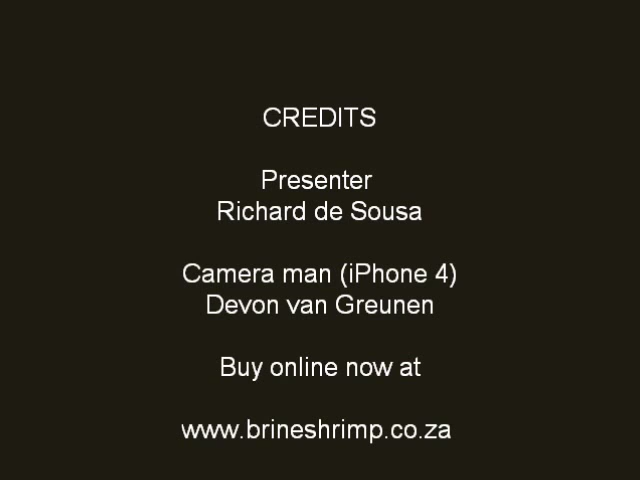 CREDITS
Presenter
Richard de Sousa
Camera man (iPhone 4)
Devon van Greunen
Buy online now at
www.brineshrimp.co.za